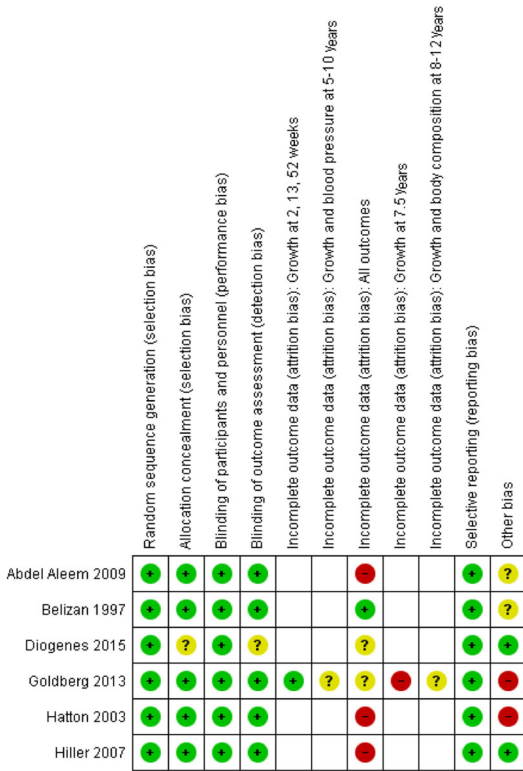 Random sequence generation (selection bias)
Allocation concealment (selection bias)
Blinding of participants and personnel (performance bias)
Blinding of outcome assessment (detection bias)
Incomplete outcome data (attrition bias): Growth at 2, 13, 52 weeks
Incomplete outcome data (attrition bias): Growth and blood pressure at 5-10 Years
Incomplete outcome data (attrition bias): All outcomes
Incomplete outcome data (attrition bias): Growth at 7.5 Years
Incomplete outcome data (attrition bias): Growth and body composition at 8-12 Years
Selective reporting (reporting bias)
Other bias
Abdel Aleem 2009 + + + + - + ?
Belizan 1997 + + + + + + ?
Diogenes 2015 + ? + ? ? + +
Goldberg 2013 + + + + + ? ? - ? + -
Hatton 2003 + + + + - + -
Hiller 2007 + + + + - + +